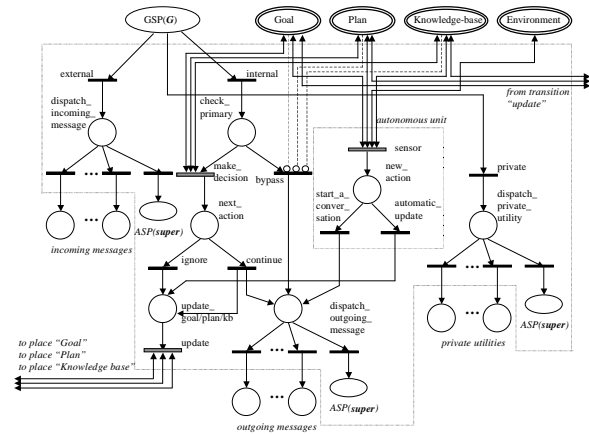 GSP(G)
Goal
Plan
Knowledge-base
Environment
external
internal
from transition
"update"
dispatch_
incoming_
message
check_
primary
autonomous unit
sensor
make_
decision
bypass
new_
action
private
start_a_
conver_
sation
automatic_
update
dispatch_
private_
utility
next_
action
ASP(super)
incoming messages
ignore
continue
update_
goal/plan/kb
dispatch_
outgoing_
message
ASP(super)
private utilities
to place "Goal"
to place "Plan"
to place "Knowledge base"
update
ASP(super)
outgoing messages